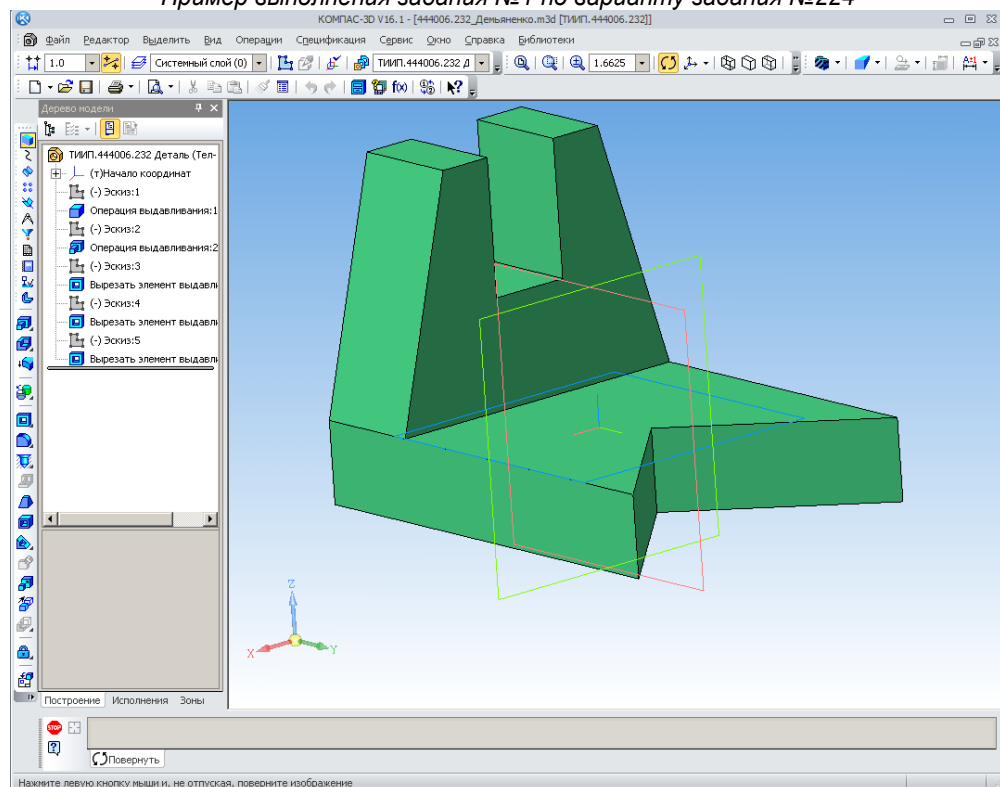 Пример выполнения задания №1 по варианту задания №224
КОМПАС-3D V16.1 - [444006.232_Демьяненко.m3d [ТИИП.444006.232]]
Файл Редактор Выделить Вид Операции Спецификация Сервис Окно Справка Библиотеки
1.0 Системный слой (0) ТИИП.444006.232 Д 1.6625
f(x)
Дерево модели
ТИИП.444006.232 Деталь (Тел-
(т)Начало координат
(-) Эскиз:1
Операция выдавливания:1
(-) Эскиз:2
Операция выдавливания:2
(-) Эскиз:3
Вырезать элемент выдавли
(-) Эскиз:4
Вырезать элемент выдавли
(-) Эскиз:5
Вырезать элемент выдавли
Z
X
Y
Построение Исполнения Зоны
STOP
Повернуть
Нажмите левую кнопку мыши и, не отпуская, поверните изображение